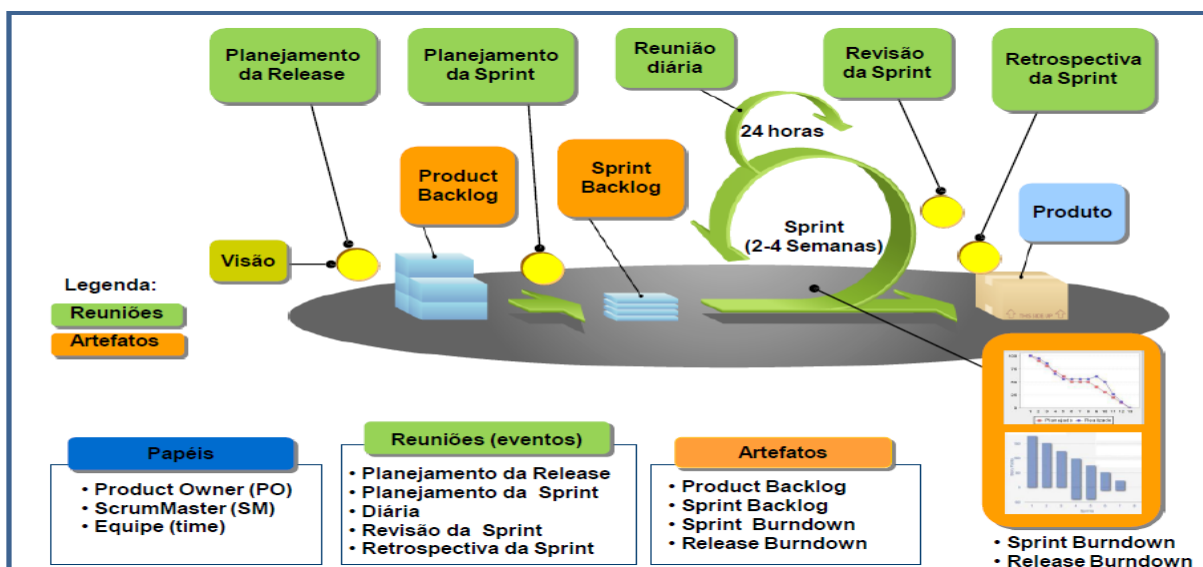 Planejamento
da Release
Planejamento
da Sprint
Reunião
diária
Revisão
da Sprint
Retrospectiva
da Sprint
24 horas
Product
Backlog
Sprint
Backlog
Sprint
(2-4 Semanas)
Produto
Visão
Legenda:
Reuniões
Artefatos
Papéis
• Product Owner (PO)
• ScrumMaster (SM)
• Equipe (time)
Reuniões (eventos)
• Planejamento da Release
• Planejamento da Sprint
• Diária
• Revisão da Sprint
• Retrospectiva da Sprint
Artefatos
• Product Backlog
• Sprint Backlog
• Sprint Burndown
• Release Burndown
• Sprint Burndown
• Release Burndown